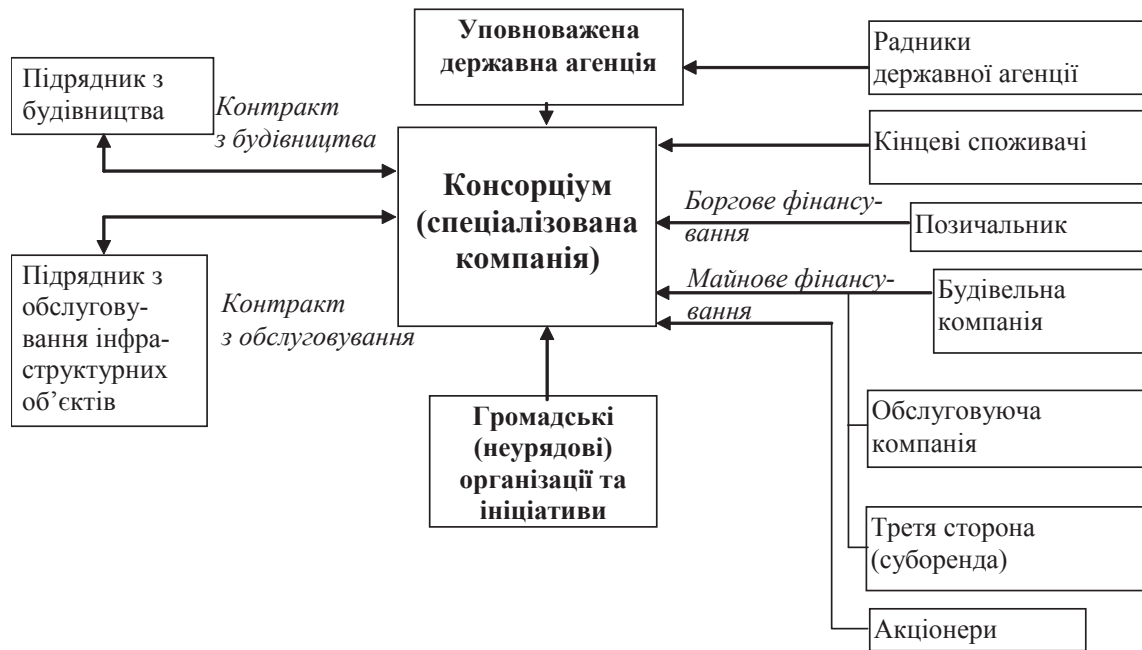 Уповноважена
державна агенція
Радники
державної агенції
Підрядник з
будівництва
Контракт
з будівництва
Кінцеві споживачі
Консорціум
(спеціалізована
компанія)
Боргове фінансу-
вання
Позичальник
Підрядник з
обслугову-
вання інфра-
структурних
об’єктів
Контракт
з обслуговування
Майнове фінансу-
вання
Будівельна
компанія
Громадські
(неурядові)
організації та
ініціативи
Обслуговуюча
компанія
Третя сторона
(суборенда)
Акціонери